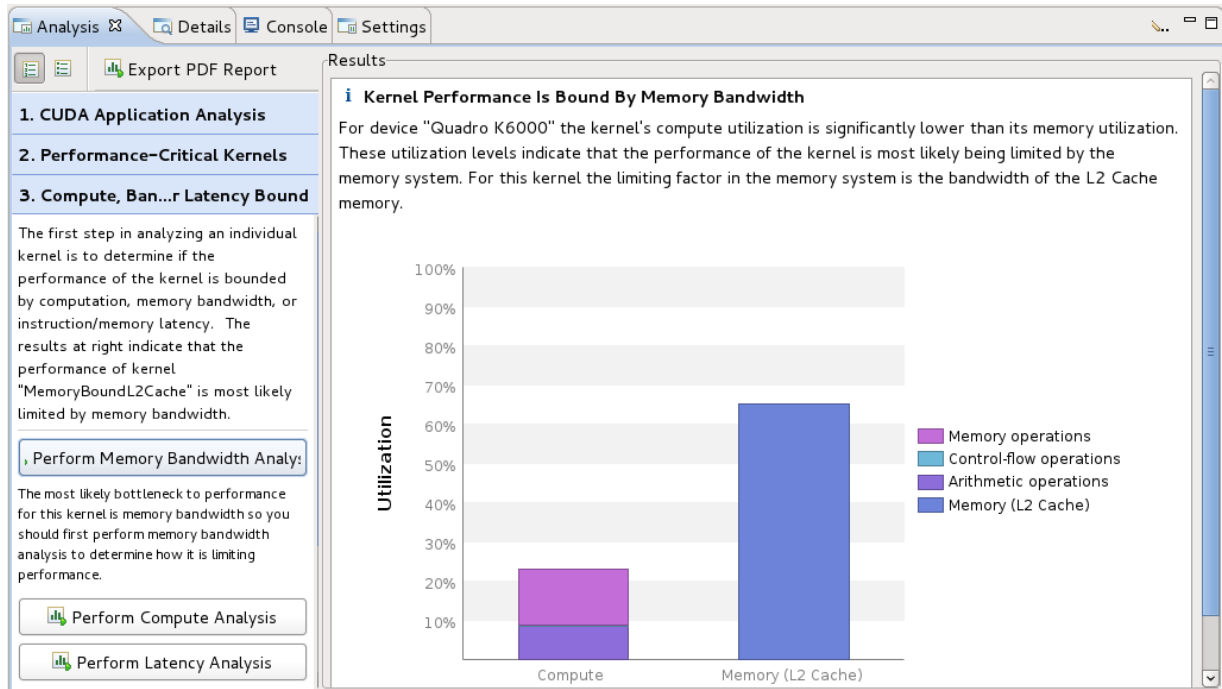 Analysis
Details
Console
Settings
Export PDF Report
1. CUDA Application Analysis
2. Performance-Critical Kernels
3. Compute, Ban...r Latency Bound
The first step in analyzing an individual
kernel is to determine if the
performance of the kernel is bounded
by computation, memory bandwidth, or
instruction/memory latency. The
results at right indicate that the
performance of kernel
"MemoryBoundL2Cache" is most likely
limited by memory bandwidth.
Perform Memory Bandwidth Analys
The most likely bottleneck to performance
for this kernel is memory bandwidth so you
should first perform memory bandwidth
analysis to determine how it is limiting
performance.
Perform Compute Analysis
Perform Latency Analysis
Results
i Kernel Performance Is Bound By Memory Bandwidth
For device "Quadro K6000" the kernel's compute utilization is significantly lower than its memory utilization.
These utilization levels indicate that the performance of the kernel is most likely being limited by the
memory system. For this kernel the limiting factor in the memory system is the bandwidth of the L2 Cache
memory.
Utilization
100%
90%
80%
70%
60%
50%
40%
30%
20%
10%
Compute
Memory (L2 Cache)
Memory operations
Control-flow operations
Arithmetic operations
Memory (L2 Cache)